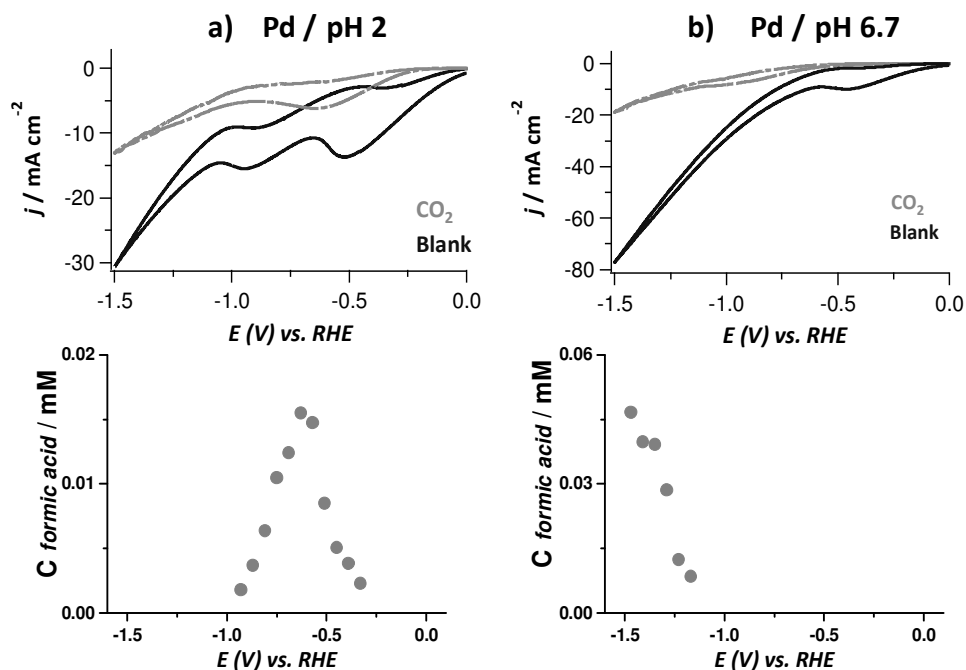 a) Pd / pH 2
0
-10
-20
-30
j / mA cm-2
CO2
Blank
-1.5 -1.0 -0.5 0.0
E (V) vs. RHE
b) Pd / pH 6.7
0
-20
-40
-60
-80
j / mA cm-2
CO2
Blank
-1.5 -1.0 -0.5 0.0
E (V) vs. RHE
0.02
0.01
0.00
C formic acid / mM
-1.5 -1.0 -0.5 0.0
E (V) vs. RHE
0.06
0.03
0.00
C formic acid / mM
-1.5 -1.0 -0.5 0.0
E (V) vs. RHE